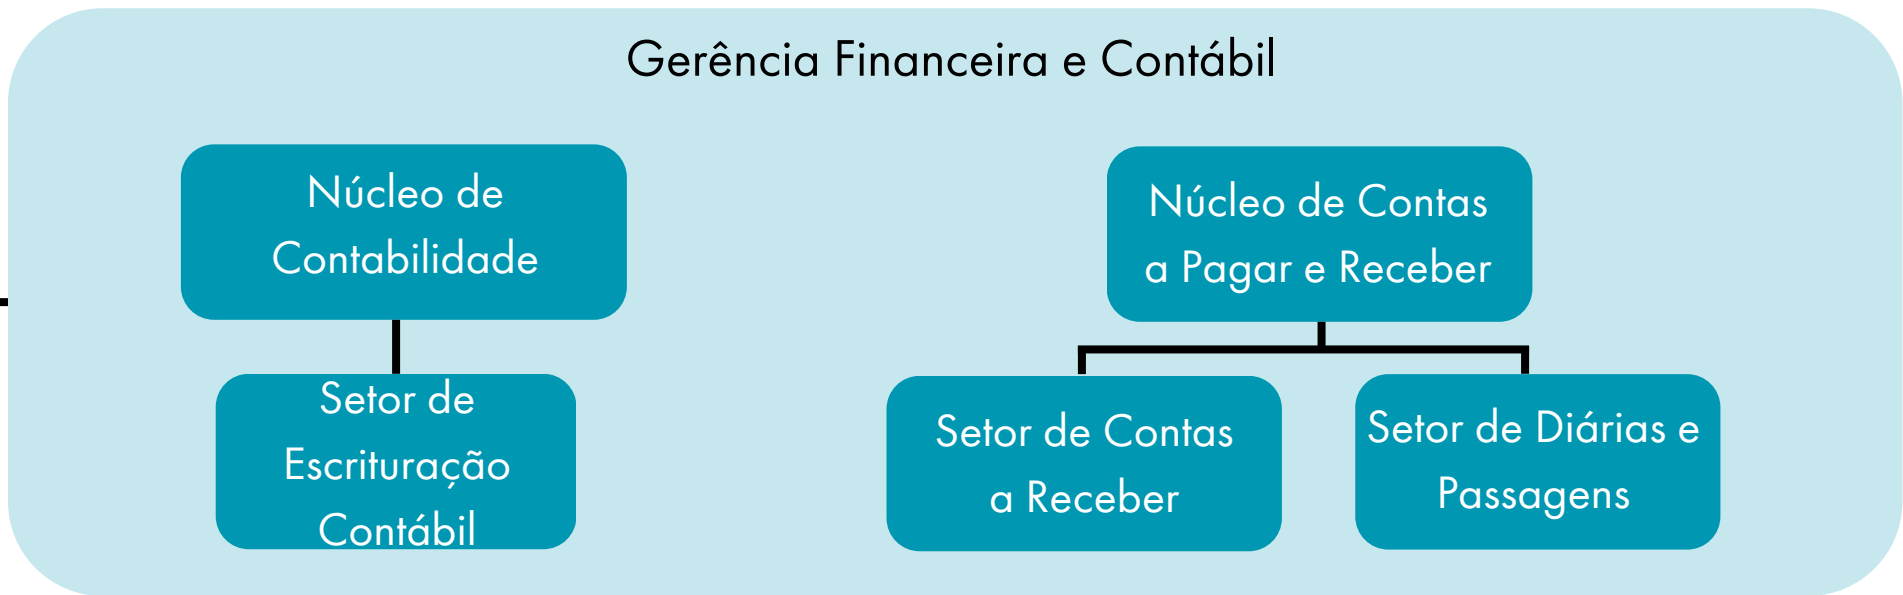 Gerência Financeira e Contábil
Núcleo de
Contabilidade
Setor de
Escrituração
Contábil
Núcleo de Contas
a Pagar e Receber
Setor de Contas
a Receber
Setor de Diárias e
Passagens